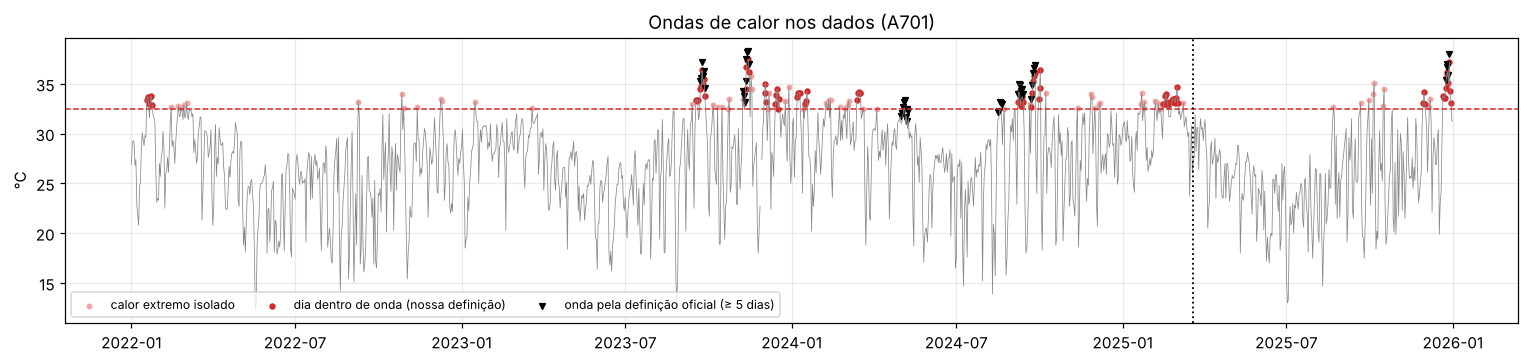 Ondas de calor nos dados (A701)
°C
35
30
25
20
15
calor extremo isolado
dia dentro de onda (nossa definição)
onda pela definição oficial (≥ 5 dias)
2022-01
2022-07
2023-01
2023-07
2024-01
2024-07
2025-01
2025-07
2026-01